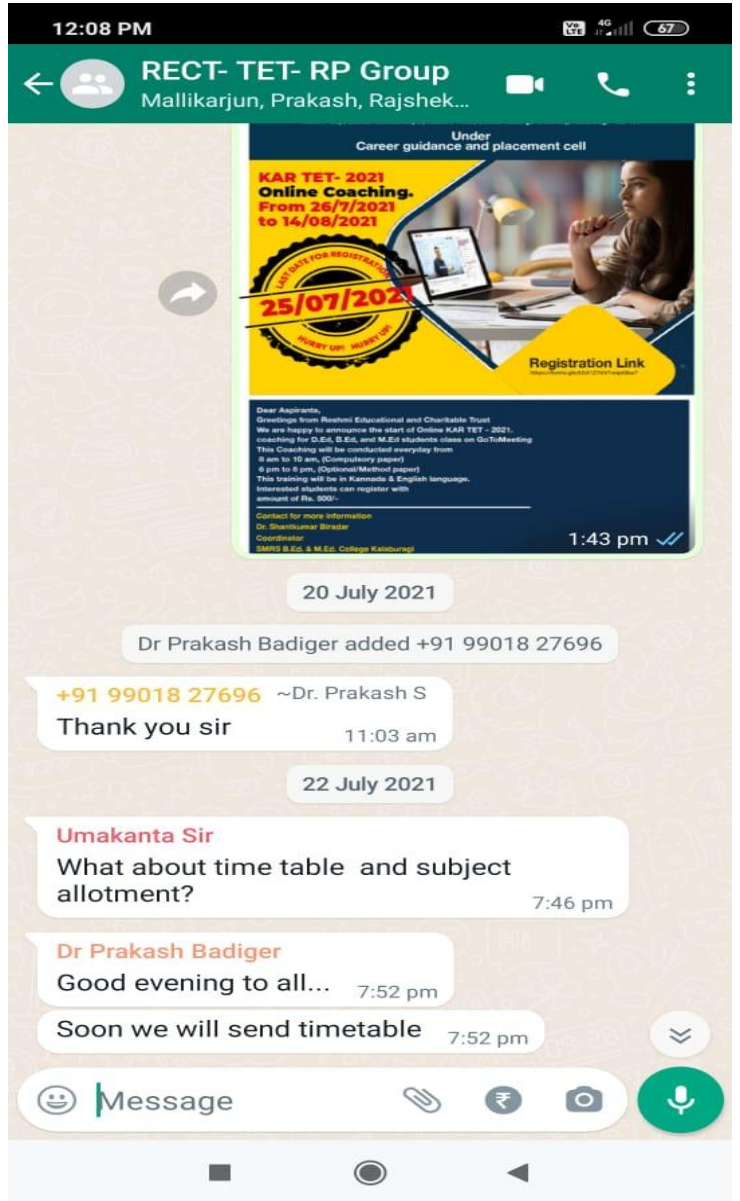 12:08 PM
Vo LTE 4G 67
RECT- TET- RP Group
Mallikarjun, Prakash, Rajshek...
Under
Career guidance and placement cell
KAR TET- 2021
Online Coaching.
From 26/7/2021
to 14/08/2021
LAST DATE FOR REGISTRATION
25/07/2021
HURRY UP! HURRY UP!
Registration Link
Dear Aspirants,
Greetings from Reshmi Educational and Charitable Trust
We are happy to announce the start of Online KAR TET - 2021.
coaching for D.Ed, B.Ed, and M.Ed students class on GoToMeeting
This Coaching will be conducted everyday from
8 am to 10 am, (Compulsory paper)
6 pm to 8 pm, (Optional/Method paper)
This training will be in Kannada & English language.
Interested students can register with
amount of Rs. 500/-
Contact for more information
Dr. Shantkumar Biradar
Coordinator
SMRS B.Ed. & M.Ed. College Kalaburagi
1:43 pm
20 July 2021
Dr Prakash Badiger added +91 99018 27696
+91 99018 27696 ~Dr. Prakash S
Thank you sir
11:03 am
22 July 2021
Umakanta Sir
What about time table and subject
allotment?
7:46 pm
Dr Prakash Badiger
Good evening to all...
7:52 pm
Soon we will send timetable
7:52 pm
Message